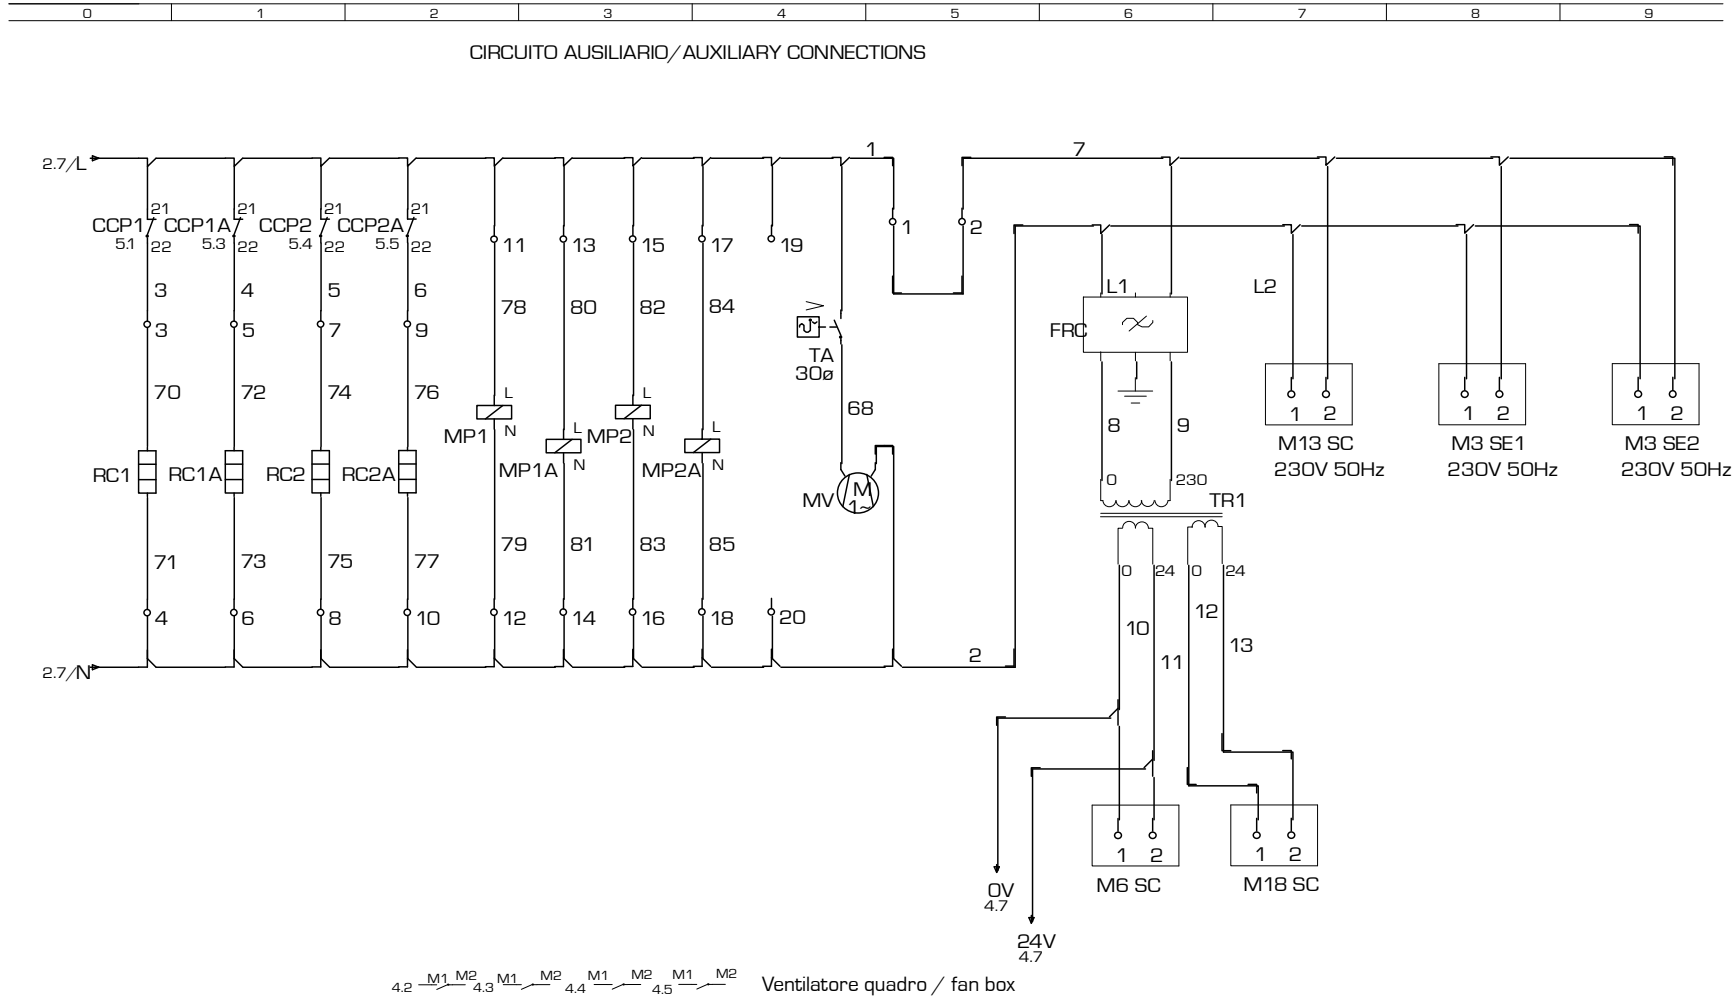 0 1 2 3 4 5 6 7 8 9
CIRCUITO AUSILIARIO/AUXILIARY CONNECTIONS
2.7/L 1 7
21 21 21 21
CCP1 CCP1A CCP2 CCP2A
5.1 22 5.3 22 5.4 22 5.5 22
1 2
11 13 15 17 19
3 4 5 6
L1 L2
78 80 82 84
3 5 7 9
FRC
TA
30ø
70 72 74 76
L L
68
1 2 1 2 1 2
8 9
MP1 N MP2 N
L L
M13 SC M3 SE1 M3 SE2
MP1A N MP2A N
230V 50Hz 230V 50Hz 230V 50Hz
RC1 RC1A RC2 RC2A
0 230
MV M
1~
TR1
79 81 83 85
71 73 75 77
0 24 0 24
4 6 8 10 12 14 16 18 20
12
10
13
2 11
2.7/N
1 2 1 2
M6 SC M18 SC
0V
4.7
24V
4.7
4.2 M1 M2 4.3 M1 M2 4.4 M1 M2 4.5 M1 M2 Ventilatore quadro / fan box